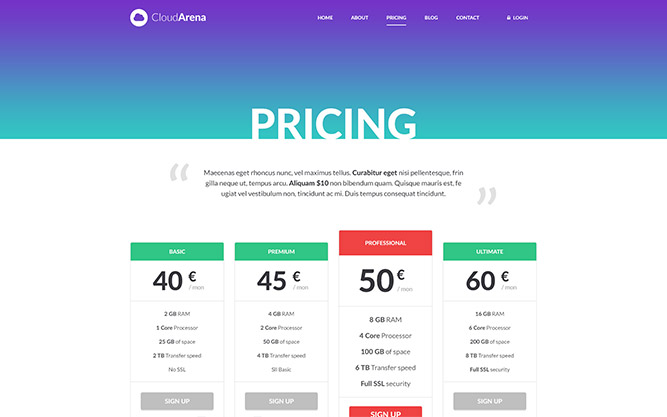 CloudArena
HOME ABOUT PRICING BLOG CONTACT LOGIN
PRICING
“ Maecenas eget rhoncus nunc, vel maximus tellus. Curabitur eget nisi pellentesque, frin
gilla neque ut, tempus arcu. Aliquam $10 non bibendum quam. Quisque mauris est, fe
ugiat vel vestibulum non, tincidunt ac mi. Duis tempus consequat tincidunt. ”
BASIC
40 € / mon
2 GB RAM
1 Core Processor
25 GB of space
2 TB Transfer speed
No SSL
SIGN UP
PREMIUM
45 € / mon
4 GB RAM
2 Core Processor
50 GB of space
4 TB Transfer speed
Sll Basic
SIGN UP
PROFESSIONAL
50 € / mon
8 GB RAM
4 Core Processor
100 GB of space
6 TB Transfer speed
Full SSL security
SIGN UP
ULTIMATE
60 € / mon
16 GB RAM
6 Core Processor
200 GB of space
8 TB Transfer speed
Full SSL security
SIGN UP